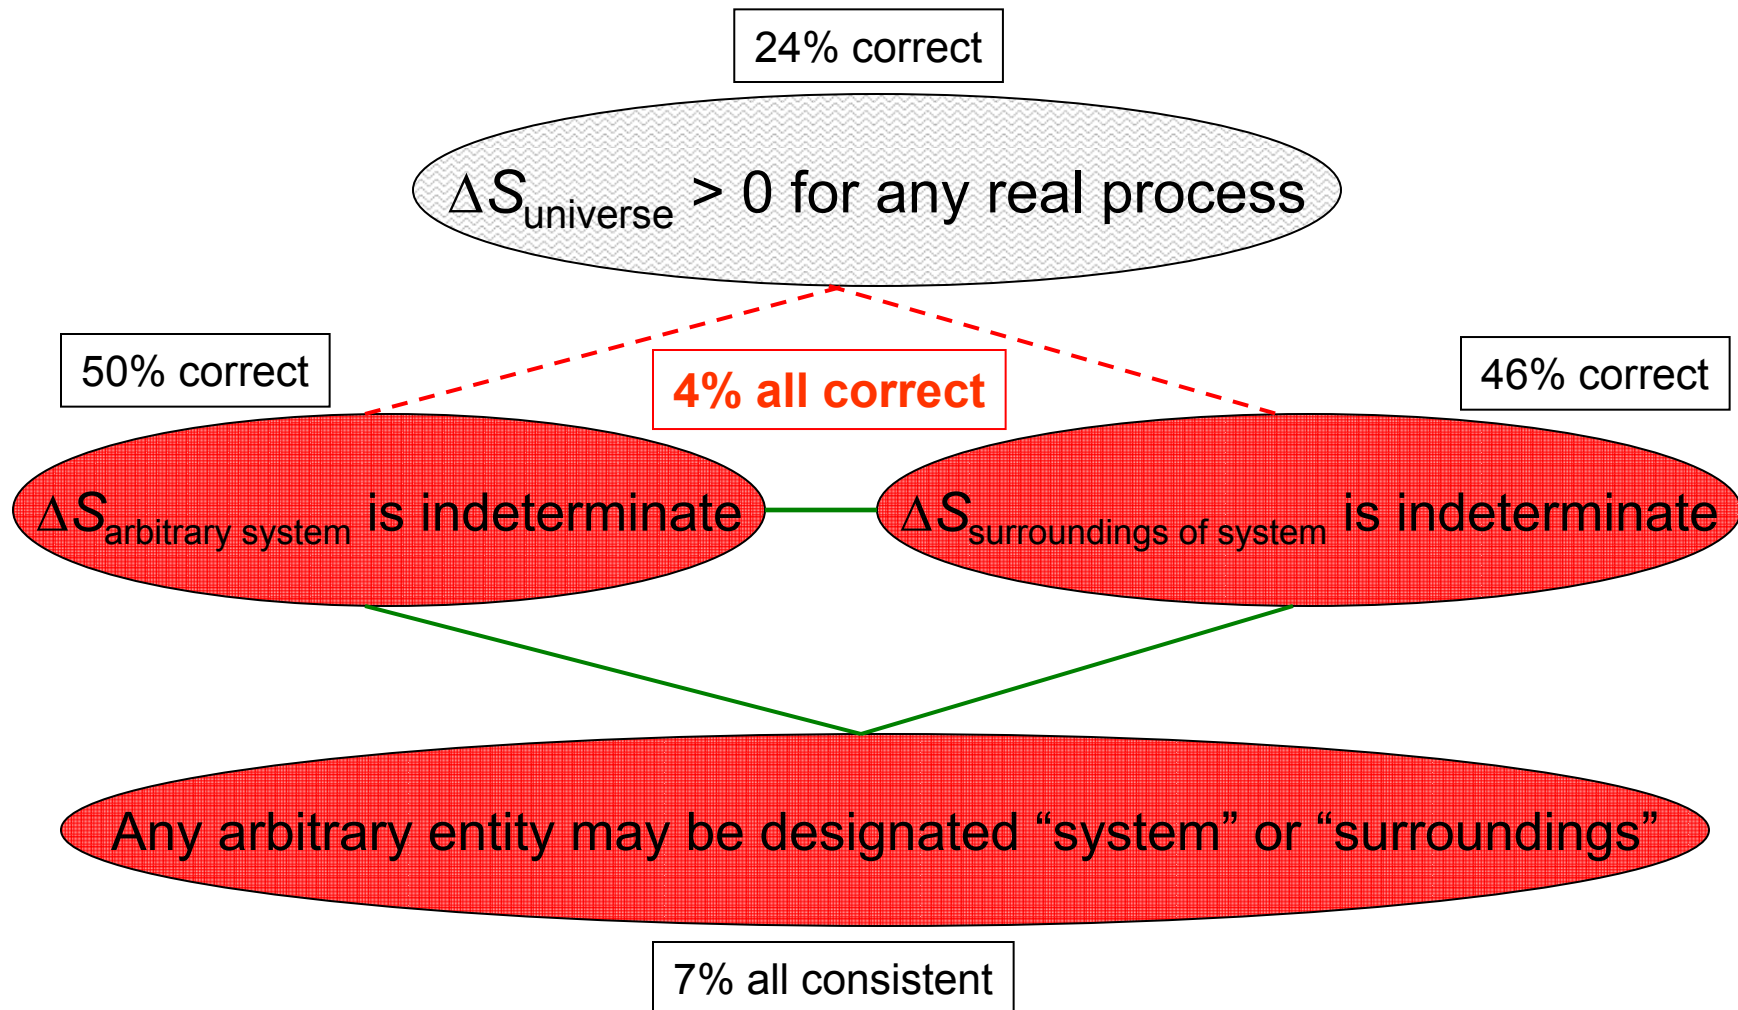 24% correct
ΔSuniverse > 0 for any real process
50% correct
4% all correct
46% correct
ΔSarbitrary system is indeterminate
ΔSsurroundings of system is indeterminate
Any arbitrary entity may be designated “system” or “surroundings”
7% all consistent